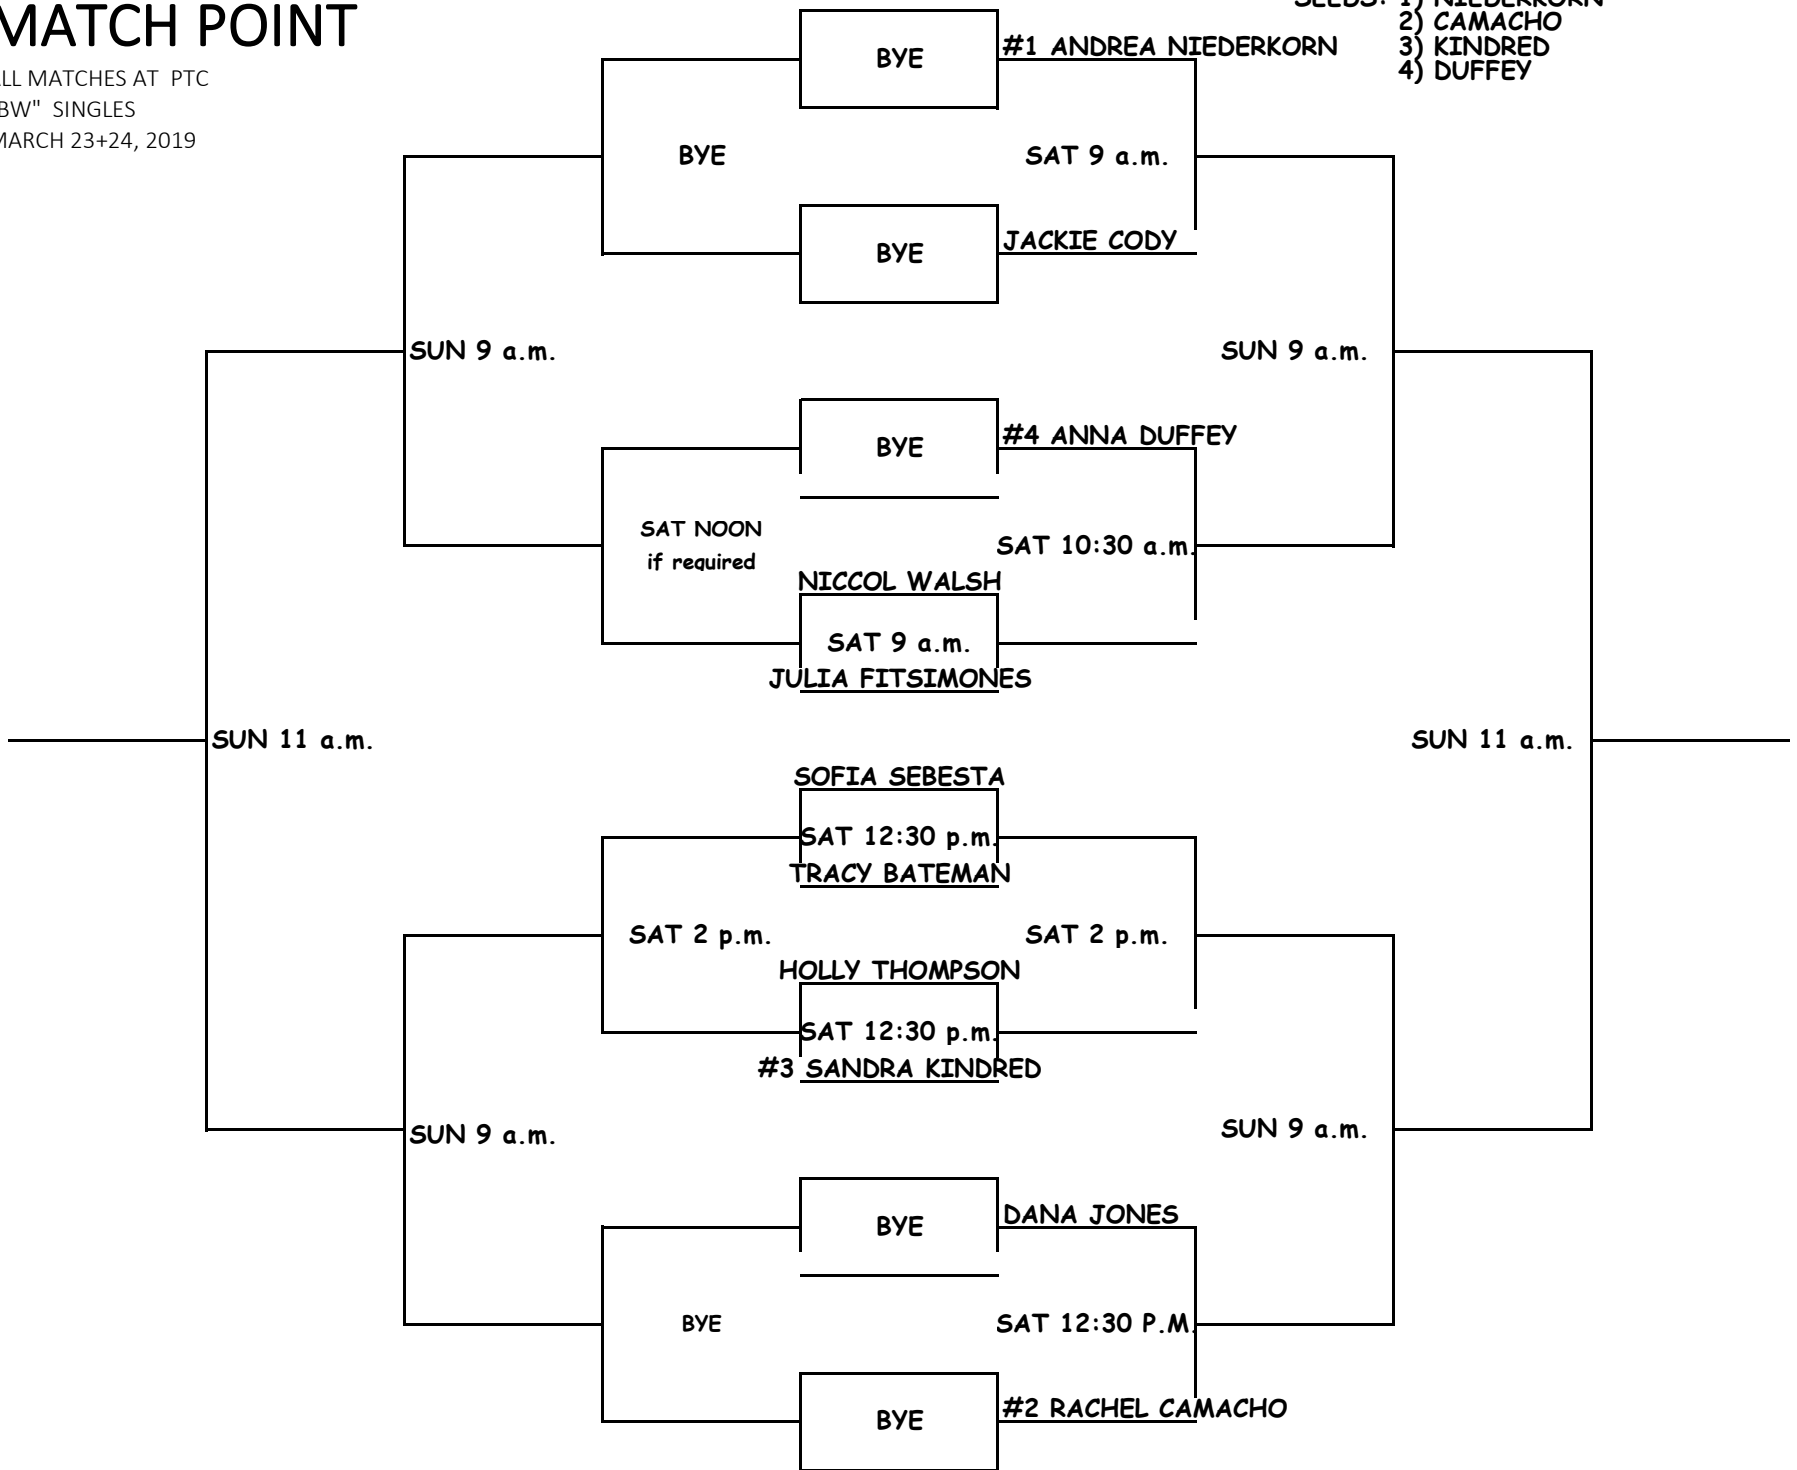 MATCH POINT
LL MATCHES AT PTC
BW" SINGLES
MARCH 23+24, 2019
SEEDS: 1) NIEDERKORN
2) CAMACHO
3) KINDRED
4) DUFFEY
BYE
#1 ANDREA NIEDERKORN
BYE
SAT 9 a.m.
BYE
JACKIE CODY
SUN 9 a.m.
SUN 9 a.m.
BYE
#4 ANNA DUFFEY
SAT NOON
if required
SAT 10:30 a.m.
NICCOL WALSH
SAT 9 a.m.
JULIA FITSIMONES
SUN 11 a.m.
SUN 11 a.m.
SOFIA SEBESTA
SAT 12:30 p.m.
TRACY BATEMAN
SAT 2 p.m.
SAT 2 p.m.
HOLLY THOMPSON
SAT 12:30 p.m.
#3 SANDRA KINDRED
SUN 9 a.m.
SUN 9 a.m.
BYE
DANA JONES
BYE
SAT 12:30 P.M.
BYE
#2 RACHEL CAMACHO